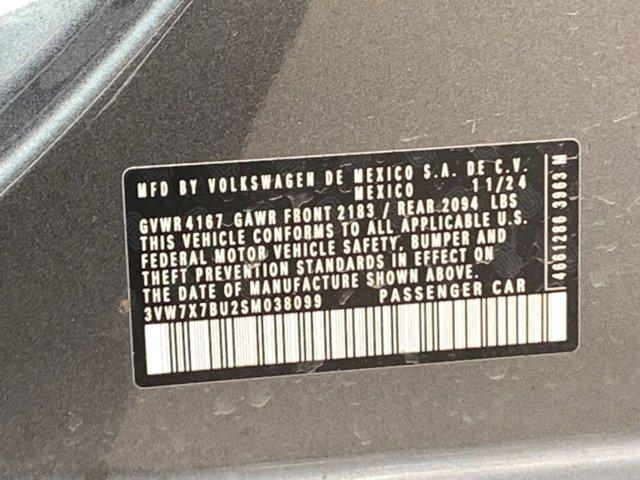 MFD BY VOLKSWAGEN DE MEXICO S.A. DE C.V.
MEXICO 11/24
GVWR 4167 GAWR FRONT 2183 / REAR 2094 LBS
THIS VEHICLE CONFORMS TO ALL APPLICABLE U.S.
FEDERAL MOTOR VEHICLE SAFETY, BUMPER AND
THEFT PREVENTION STANDARDS IN EFFECT ON
THE DATE OF MANUFACTURE SHOWN ABOVE.
3VW7X7BU2SM038099 PASSENGER CAR
4661286 3963 M